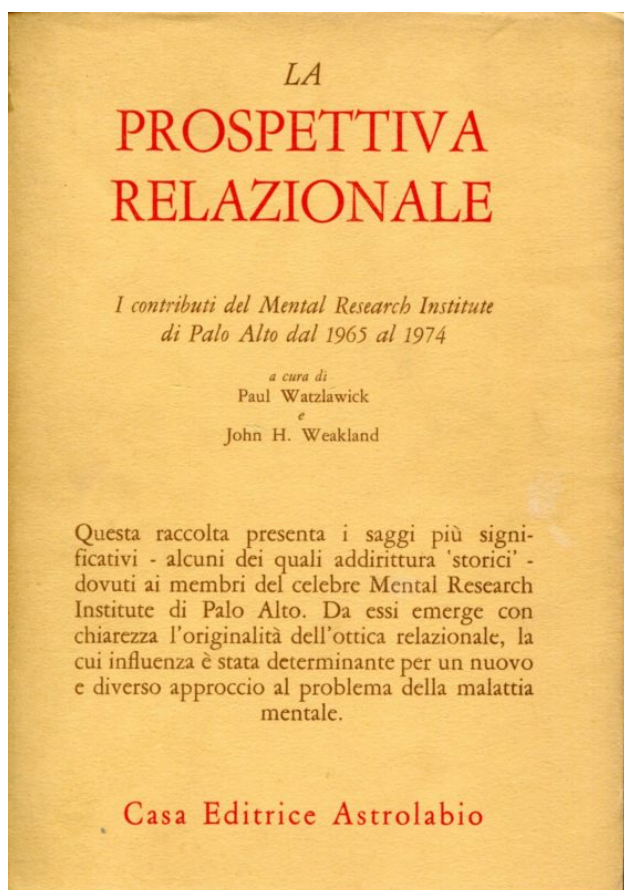 LA
PROSPETTIVA
RELAZIONALE
I contributi del Mental Research Institute
di Palo Alto dal 1965 al 1974
a cura di
Paul Watzlawick
e
John H. Weakland
Questa raccolta presenta i saggi più signi-
ficativi - alcuni dei quali addirittura 'storici' -
dovuti ai membri del celebre Mental Research
Institute di Palo Alto. Da essi emerge con
chiarezza l'originalità dell'ottica relazionale, la
cui influenza è stata determinante per un nuovo
e diverso approccio al problema della malattia
mentale.
Casa Editrice Astrolabio